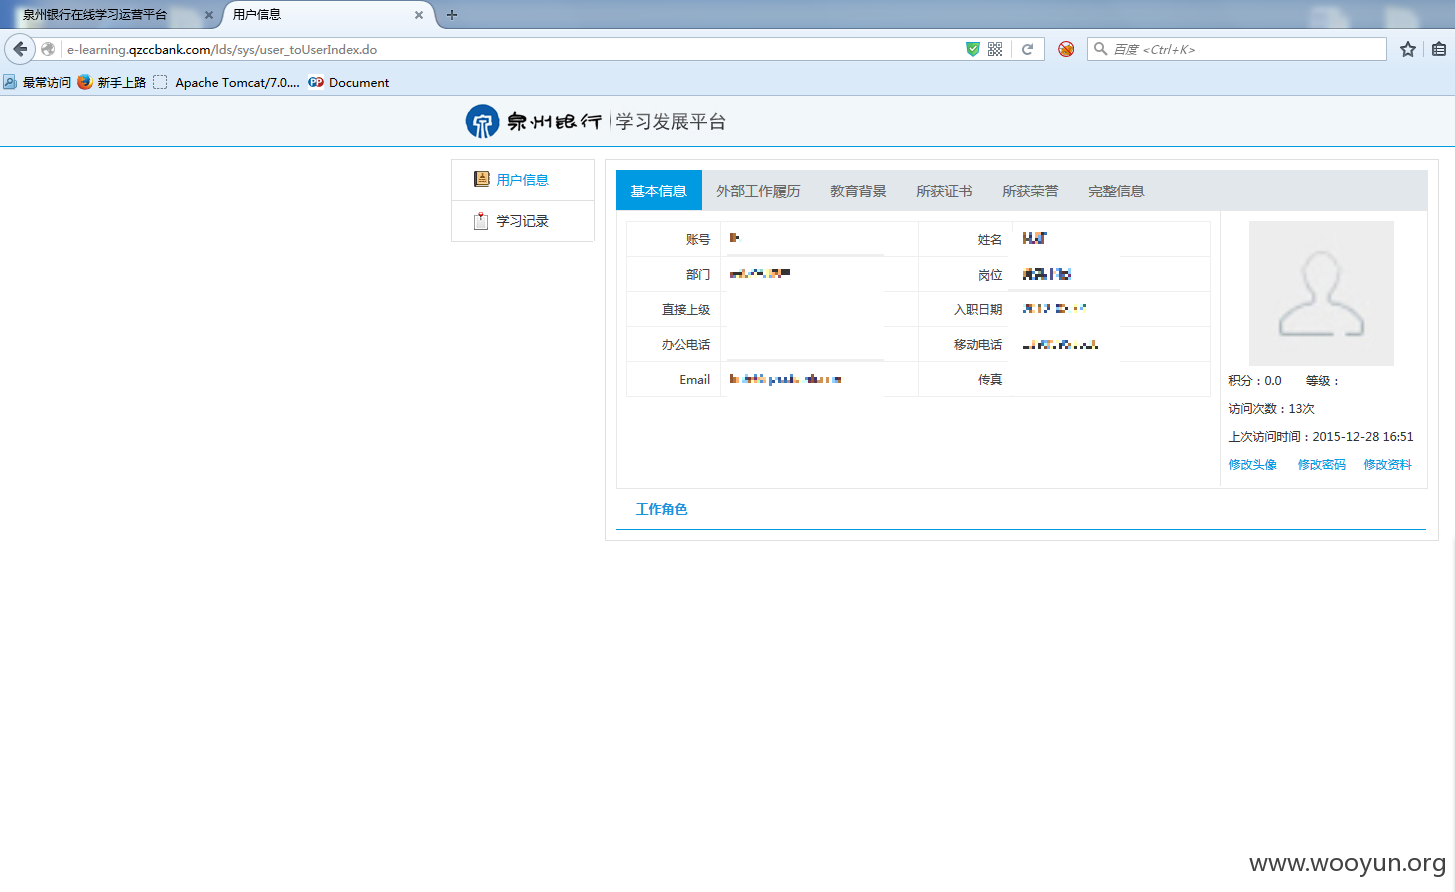 泉州银行在线学习运营平台
用户信息
e-learning.qzccbank.com/lds/sys/user_toUserIndex.do
百度 <Ctrl+K>
最常访问 新手上路 Apache Tomcat/7.0.... Document
泉州银行 学习发展平台
用户信息
学习记录
基本信息 外部工作履历 教育背景 所获证书 所获荣誉 完整信息
账号 姓名
部门 岗位
直接上级 入职日期
办公电话 移动电话
Email 传真
积分：0.0 等级：
访问次数：13次
上次访问时间：2015-12-28 16:51
修改头像 修改密码 修改资料
工作角色
www.wooyun.org